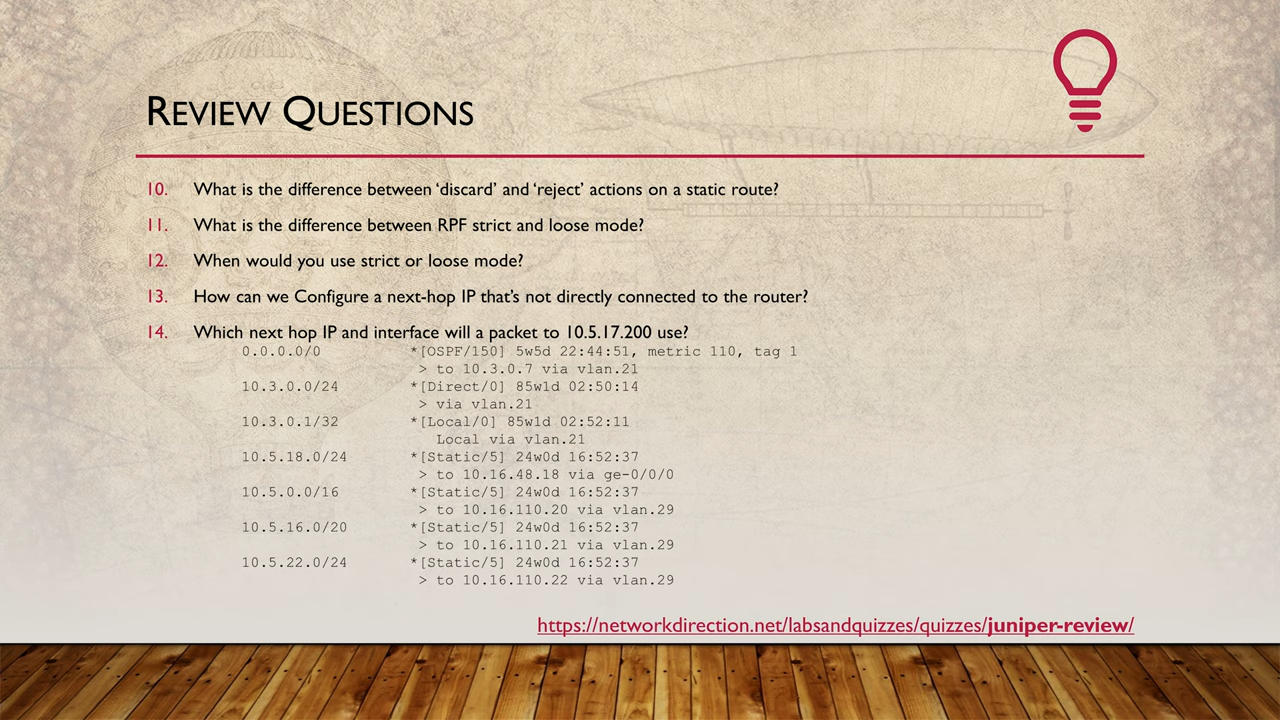 Review Questions
10. What is the difference between ‘discard’ and ‘reject’ actions on a static route?
11. What is the difference between RPF strict and loose mode?
12. When would you use strict or loose mode?
13. How can we Configure a next-hop IP that’s not directly connected to the router?
14. Which next hop IP and interface will a packet to 10.5.17.200 use?
0.0.0.0/0 *[OSPF/150] 5w5d 22:44:51, metric 110, tag 1
> to 10.3.0.7 via vlan.21
10.3.0.0/24 *[Direct/0] 85w1d 02:50:14
> via vlan.21
10.3.0.1/32 *[Local/0] 85w1d 02:52:11
Local via vlan.21
10.5.18.0/24 *[Static/5] 24w0d 16:52:37
> to 10.16.48.18 via ge-0/0/0
10.5.0.0/16 *[Static/5] 24w0d 16:52:37
> to 10.16.110.20 via vlan.29
10.5.16.0/20 *[Static/5] 24w0d 16:52:37
> to 10.16.110.21 via vlan.29
10.5.22.0/24 *[Static/5] 24w0d 16:52:37
> to 10.16.110.22 via vlan.29
https://networkdirection.net/labsandquizzes/quizzes/juniper-review/